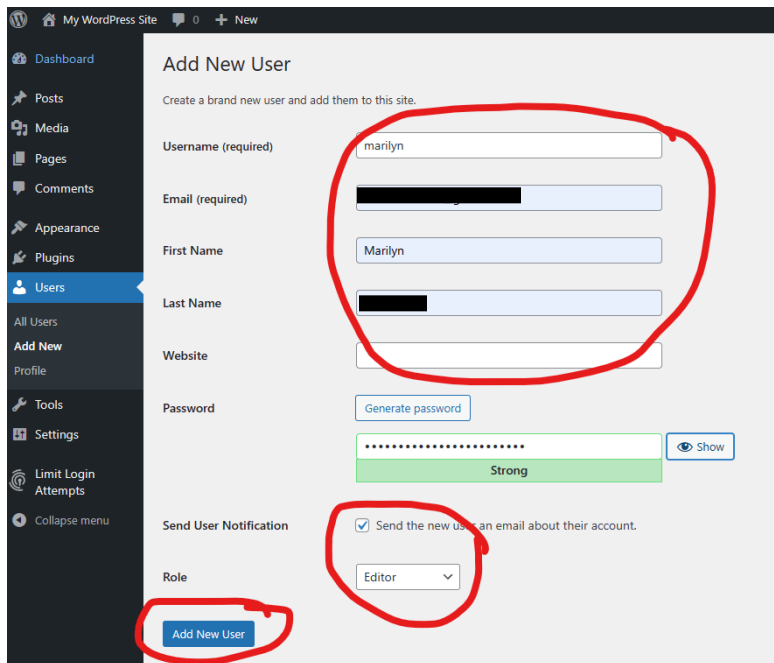 My WordPress Site 0 New
Dashboard
Posts
Media
Pages
Comments
Appearance
Plugins
Users
All Users
Add New
Profile
Tools
Settings
Limit Login
Attempts
Collapse menu
Add New User
Create a brand new user and add them to this site.
Username (required) marilyn
Email (required)
First Name Marilyn
Last Name
Website
Password Generate password
•••••••••••••••••••••••• Show
Strong
Send User Notification Send the new user an email about their account.
Role Editor
Add New User